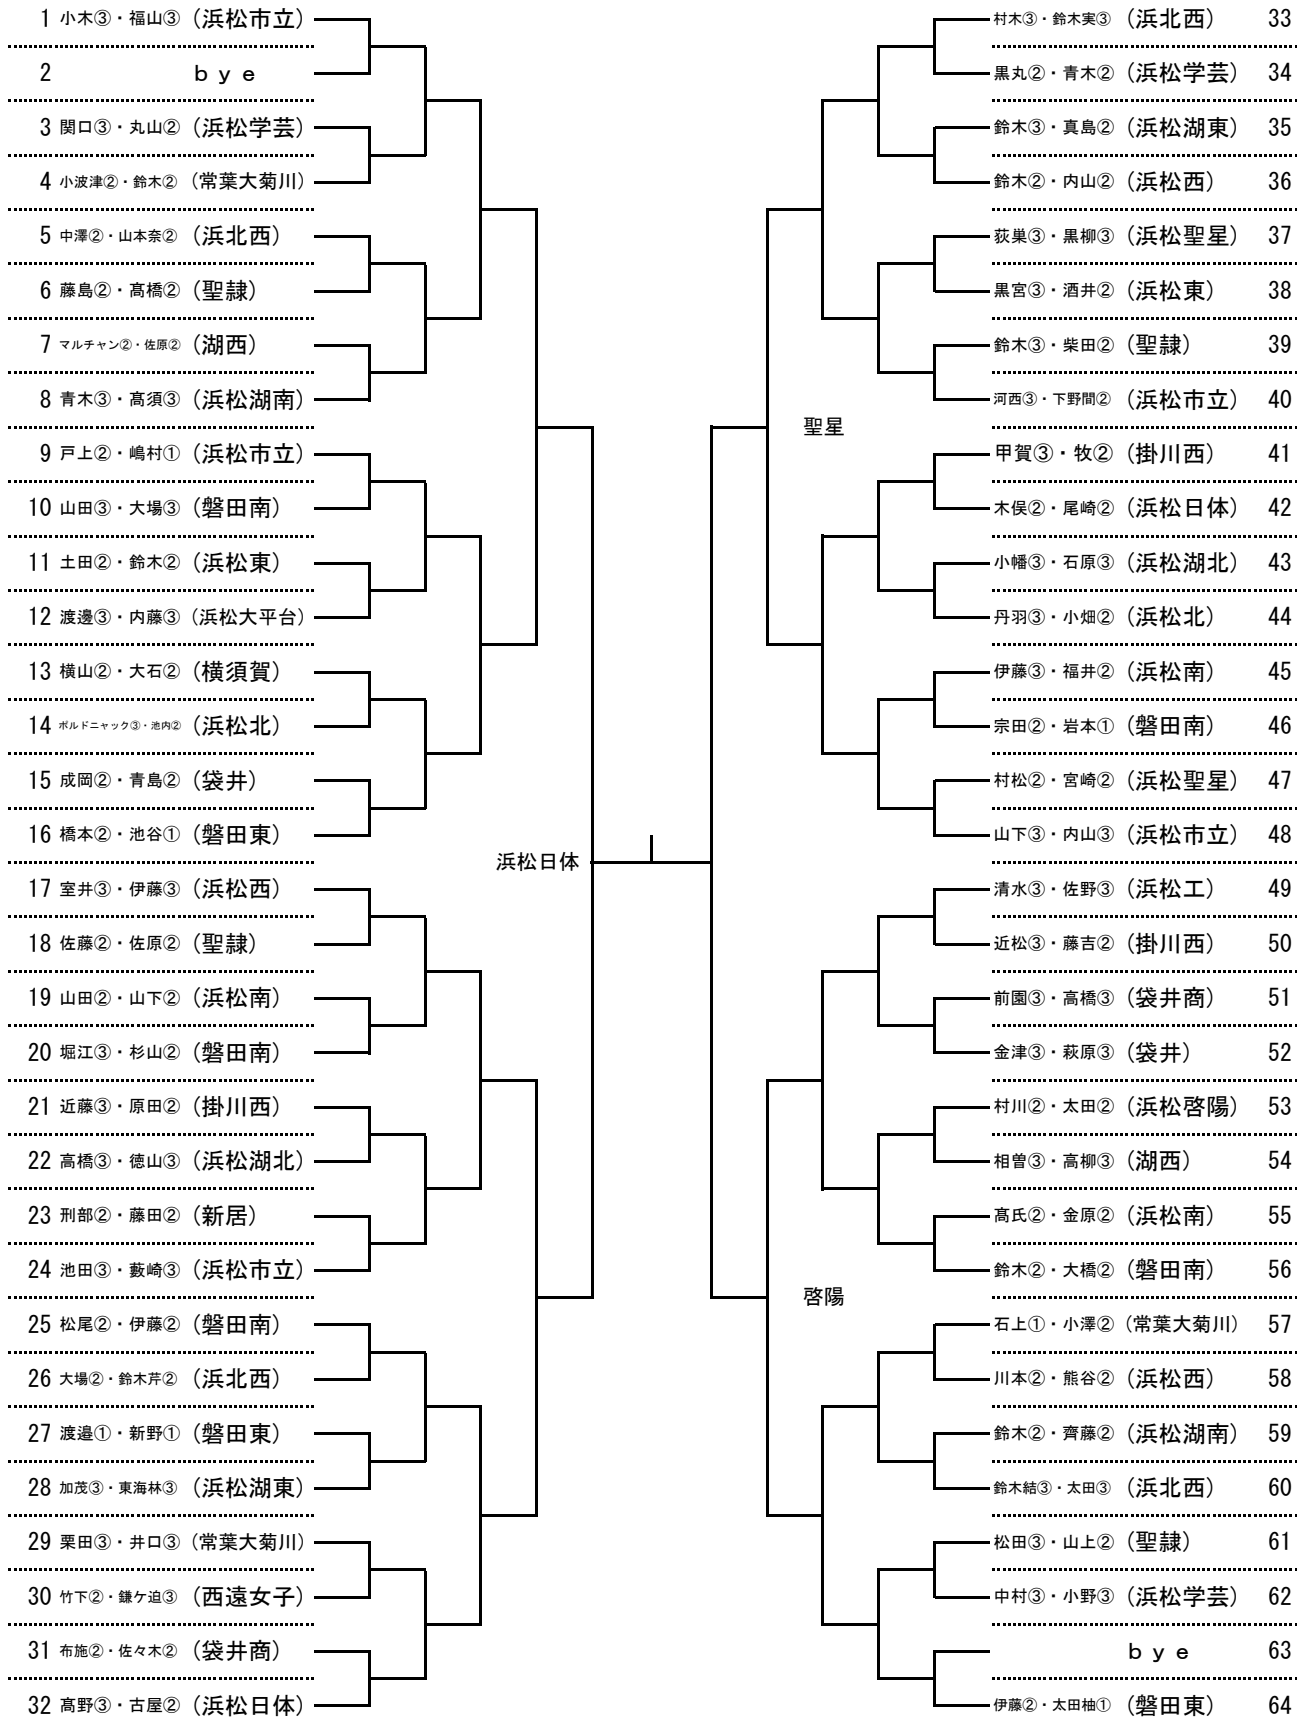 1 小木③・福山③ (浜松市立)
2 ｂｙｅ
3 関口③・丸山② (浜松学芸)
4 小波津②・鈴木② (常葉大菊川)
5 中澤②・山本奈② (浜北西)
6 藤島②・髙橋② (聖隷)
7 マルチャン②・佐原② (湖西)
8 青木③・髙須③ (浜松湖南)
9 戸上②・嶋村① (浜松市立)
10 山田③・大場③ (磐田南)
11 土田②・鈴木② (浜松東)
12 渡邊③・内藤③ (浜松大平台)
13 横山②・大石② (横須賀)
14 ボルドニャック③・池内② (浜松北)
15 成岡②・青島② (袋井)
16 橋本②・池谷① (磐田東)
17 室井③・伊藤③ (浜松西)
18 佐藤②・佐原② (聖隷)
19 山田②・山下② (浜松南)
20 堀江③・杉山② (磐田南)
21 近藤③・原田② (掛川西)
22 高橋③・徳山③ (浜松湖北)
23 刑部②・藤田② (新居)
24 池田③・藪崎③ (浜松市立)
25 松尾②・伊藤② (磐田南)
26 大場②・鈴木芹② (浜北西)
27 渡邉①・新野① (磐田東)
28 加茂③・東海林③ (浜松湖東)
29 栗田③・井口③ (常葉大菊川)
30 竹下②・鎌ケ迫③ (西遠女子)
31 布施②・佐々木② (袋井商)
32 髙野③・古屋② (浜松日体)
浜松日体
村木③・鈴木実③ (浜北西) 33
黒丸②・青木② (浜松学芸) 34
鈴木③・真島② (浜松湖東) 35
鈴木②・内山② (浜松西) 36
荻巣③・黒柳③ (浜松聖星) 37
黒宮③・酒井② (浜松東) 38
鈴木③・柴田② (聖隷) 39
河西③・下野間② (浜松市立) 40
聖星
甲賀③・牧② (掛川西) 41
木俣②・尾崎② (浜松日体) 42
小幡③・石原③ (浜松湖北) 43
丹羽③・小畑② (浜松北) 44
伊藤③・福井② (浜松南) 45
宗田②・岩本① (磐田南) 46
村松②・宮崎② (浜松聖星) 47
山下③・内山③ (浜松市立) 48
清水③・佐野③ (浜松工) 49
近松③・藤吉② (掛川西) 50
前園③・高橋③ (袋井商) 51
金津③・萩原③ (袋井) 52
村川②・太田② (浜松啓陽) 53
相曽③・高柳③ (湖西) 54
髙氏②・金原② (浜松南) 55
鈴木②・大橋② (磐田南) 56
啓陽
石上①・小澤② (常葉大菊川) 57
川本②・熊谷② (浜松西) 58
鈴木②・齊藤② (浜松湖南) 59
鈴木結③・太田③ (浜北西) 60
松田③・山上② (聖隷) 61
中村③・小野③ (浜松学芸) 62
ｂｙｅ 63
伊藤②・太田柚① (磐田東) 64